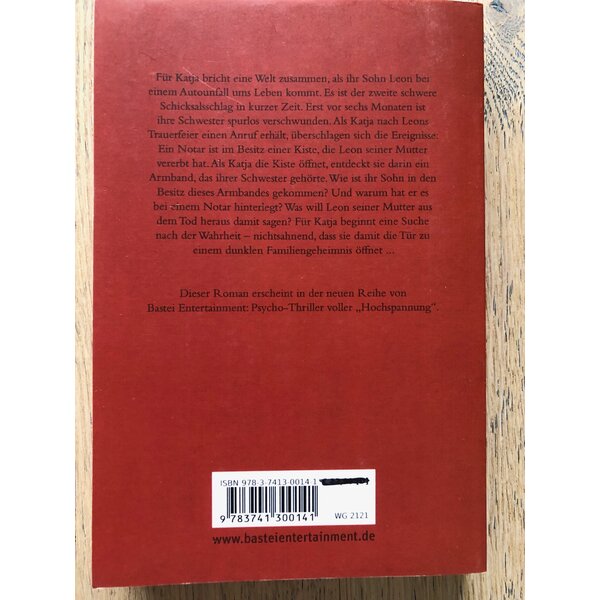 Für Katja bricht eine Welt zusammen, als ihr Sohn Leon bei
einem Autounfall ums Leben kommt. Es ist der zweite schwere
Schicksalsschlag in kurzer Zeit. Erst vor sechs Monaten ist
ihre Schwester spurlos verschwunden. Als Katja nach Leons
Trauerfeier einen Anruf erhält, überschlagen sich die Ereignisse:
Ein Notar ist im Besitz einer Kiste, die Leon seiner Mutter
vererbt hat. Als Katja die Kiste öffnet, entdeckt sie darin ein
Armband, das ihrer Schwester gehörte. Wie ist ihr Sohn in den
Besitz dieses Armbandes gekommen? Und warum hat er es
bei einem Notar hinterlegt? Was will Leon seiner Mutter aus
dem Tod heraus damit sagen? Für Katja beginnt eine Suche
nach der Wahrheit – nichtsahnend, dass sie damit die Tür zu
einem dunklen Familiengeheimnis öffnet ...
Dieser Roman erscheint in der neuen Reihe von
Bastei Entertainment: Psycho-Thriller voller „Hochspannung“.
ISBN 978-3-7413-0014-1
9 783741 300141
WG 2121
www.basteientertainment.de